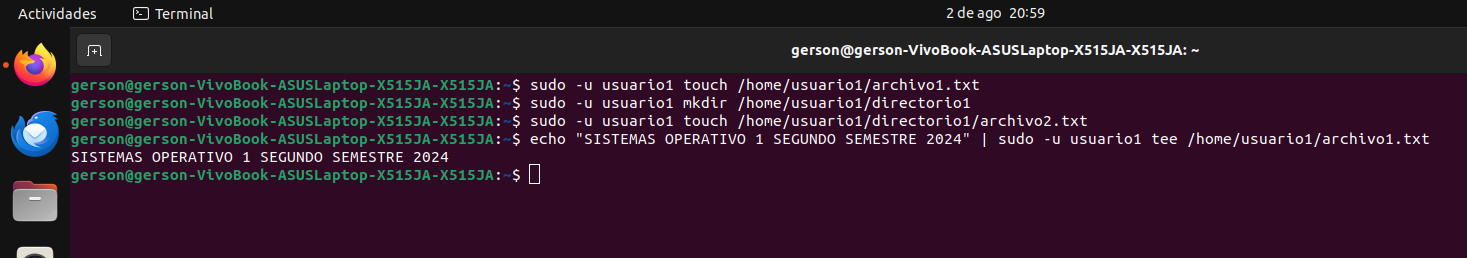 Actividades Terminal 2 de ago 20:59
gerson@gerson-VivoBook-ASUSLaptop-X515JA-X515JA: ~
gerson@gerson-VivoBook-ASUSLaptop-X515JA-X515JA:~$ sudo -u usuario1 touch /home/usuario1/archivo1.txt
gerson@gerson-VivoBook-ASUSLaptop-X515JA-X515JA:~$ sudo -u usuario1 mkdir /home/usuario1/directorio1
gerson@gerson-VivoBook-ASUSLaptop-X515JA-X515JA:~$ sudo -u usuario1 touch /home/usuario1/directorio1/archivo2.txt
gerson@gerson-VivoBook-ASUSLaptop-X515JA-X515JA:~$ echo "SISTEMAS OPERATIVO 1 SEGUNDO SEMESTRE 2024" | sudo -u usuario1 tee /home/usuario1/archivo1.txt
SISTEMAS OPERATIVO 1 SEGUNDO SEMESTRE 2024
gerson@gerson-VivoBook-ASUSLaptop-X515JA-X515JA:~$